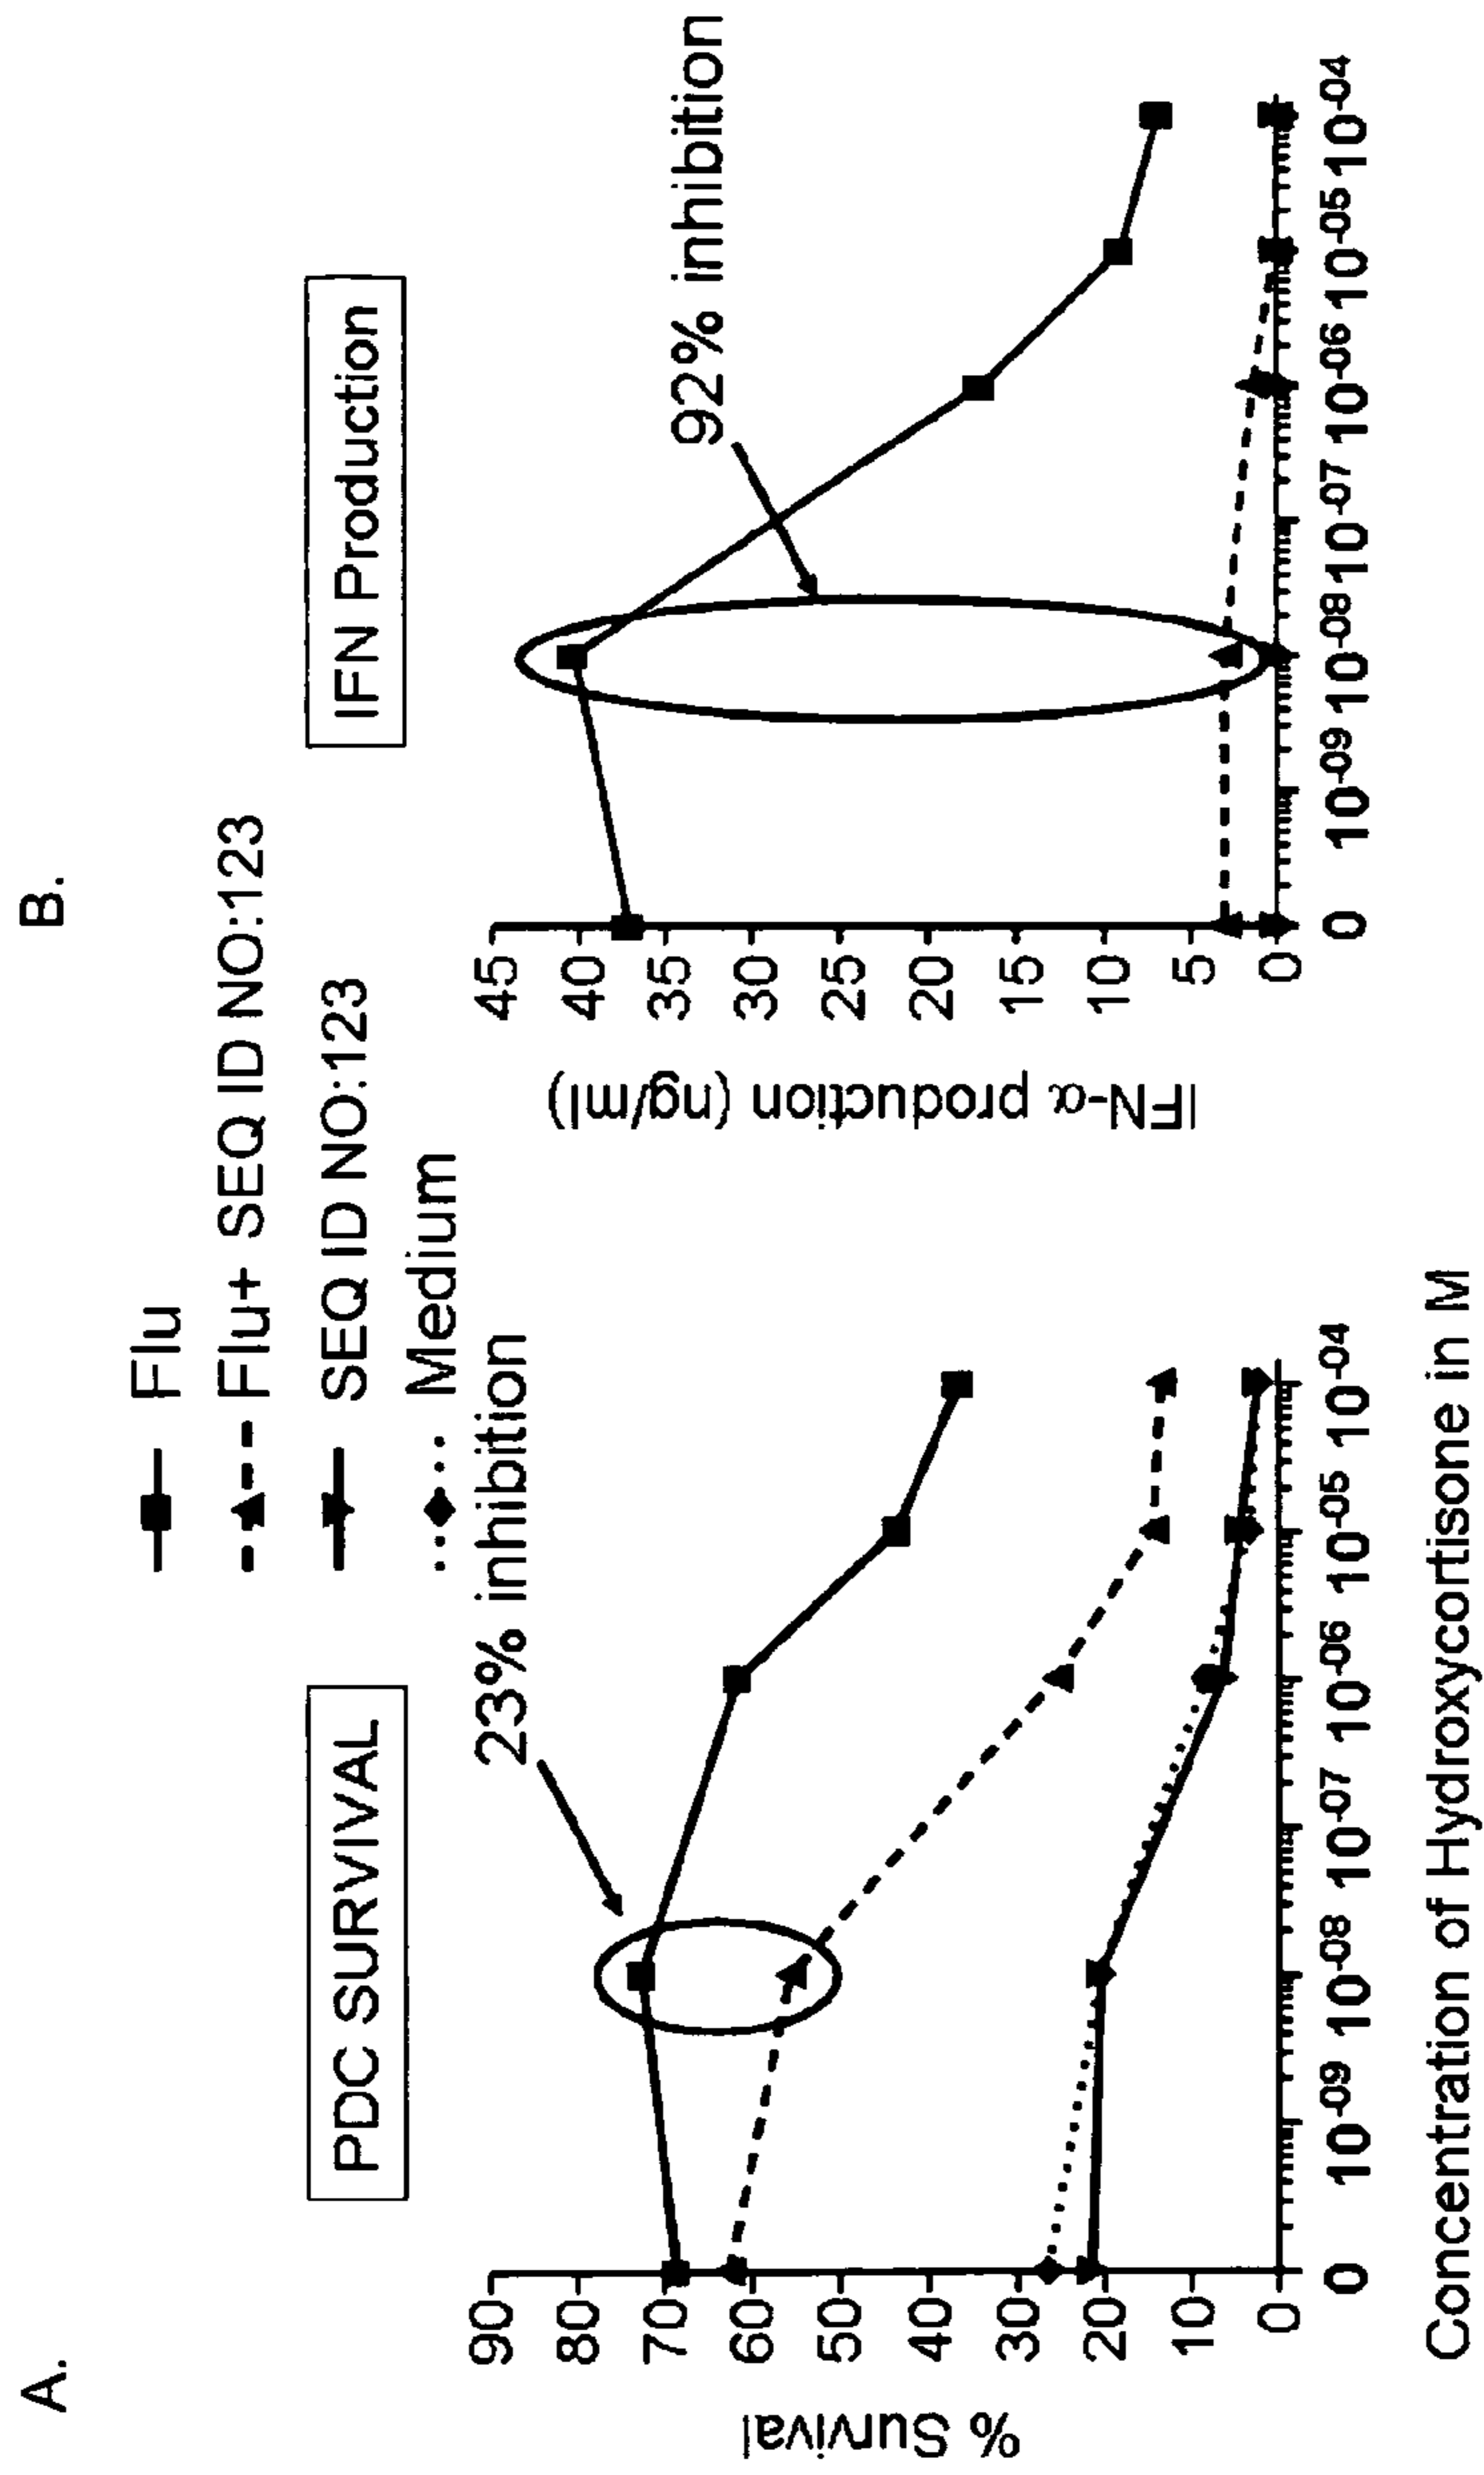 A.
B.
Flu
Flu+ SEQ ID NO:123
SEQ ID NO:123
Medium
PDC SURVIVAL
23% inhibition
% Survival
90
80
70
60
50
40
30
20
10
0
0 10-09 10-08 10-07 10-06 10-05 10-04
IFN Production
92% inhibition
IFN-α production (ng/ml)
45
40
35
30
25
20
15
10
5
0
0 10-09 10-08 10-07 10-06 10-05 10-04
Concentration of Hydroxycortisone in M